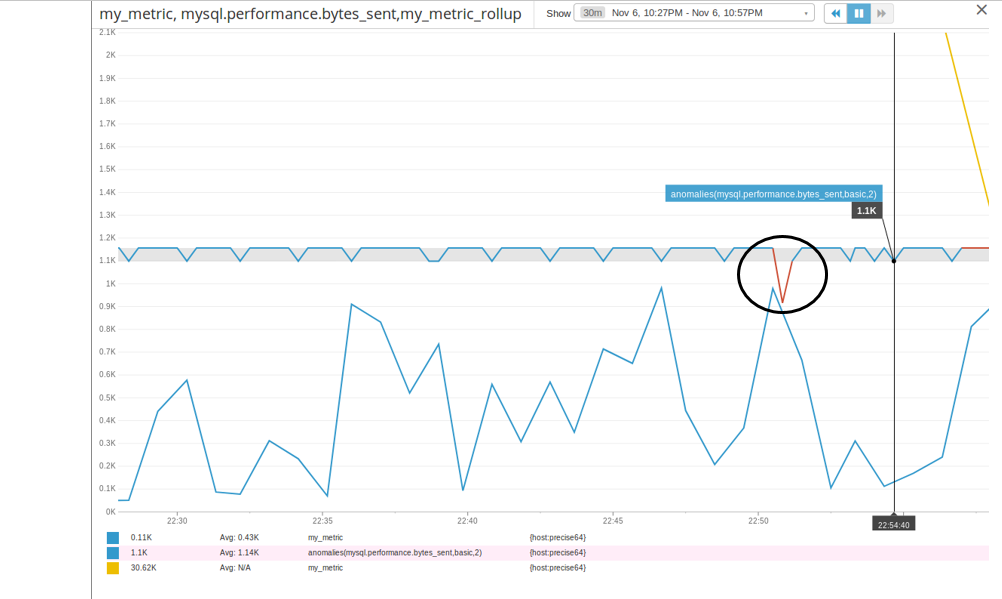 my_metric, mysql.performance.bytes_sent,my_metric_rollup
Show 30m Nov 6, 10:27PM - Nov 6, 10:57PM
2.1K
2K
1.9K
1.8K
1.7K
1.6K
1.5K
1.4K
1.3K
1.2K
1.1K
1K
0.9K
0.8K
0.7K
0.6K
0.5K
0.4K
0.3K
0.2K
0.1K
0K
anomalies(mysql.performance.bytes_sent,basic,2)
1.1K
22:30 22:35 22:40 22:45 22:50 22:54:40
0.11K Avg: 0.43K my_metric {host:precise64}
1.1K Avg: 1.14K anomalies(mysql.performance.bytes_sent,basic,2) {host:precise64}
30.62K Avg: N/A my_metric {host:precise64}